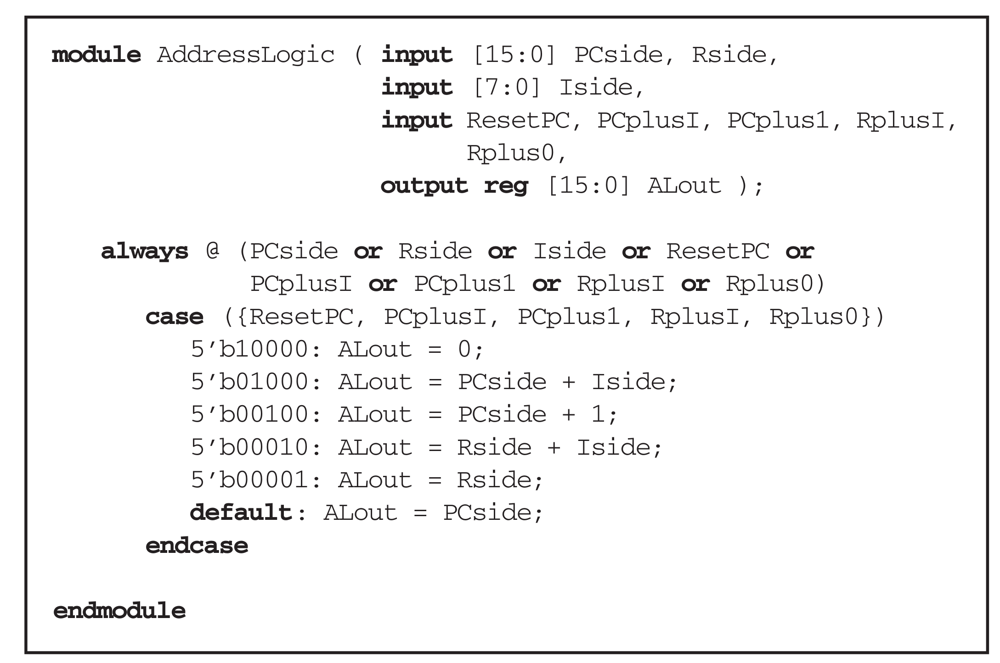 module AddressLogic ( input [15:0] PCside, Rside,
input [7:0] Iside,
input ResetPC, PCplusI, PCplus1, RplusI,
Rplus0,
output reg [15:0] ALout );
always @ (PCside or Rside or Iside or ResetPC or
PCplusI or PCplus1 or RplusI or Rplus0)
case ({ResetPC, PCplusI, PCplus1, RplusI, Rplus0})
5’b10000: ALout = 0;
5’b01000: ALout = PCside + Iside;
5’b00100: ALout = PCside + 1;
5’b00010: ALout = Rside + Iside;
5’b00001: ALout = Rside;
default: ALout = PCside;
endcase
endmodule